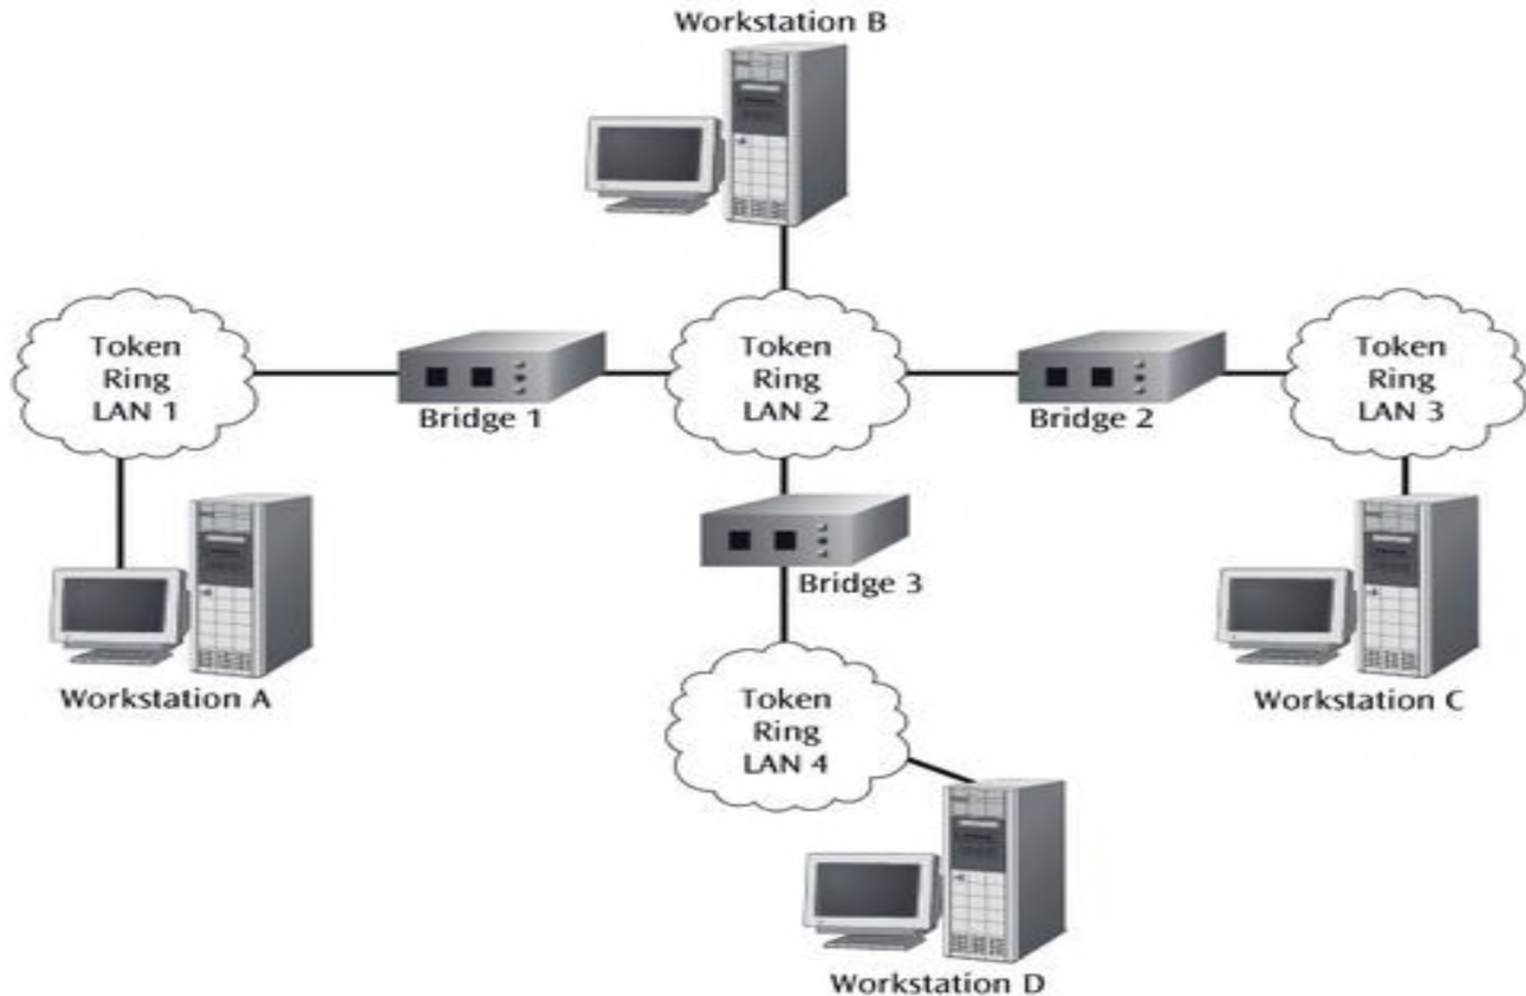 Workstation B
Token
Ring
LAN 1
Bridge 1
Token
Ring
LAN 2
Bridge 2
Token
Ring
LAN 3
Bridge 3
Workstation A
Workstation C
Token
Ring
LAN 4
Workstation D